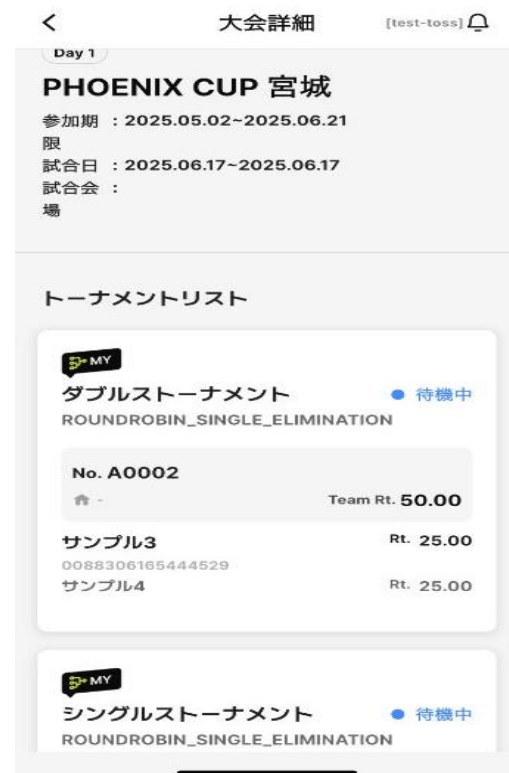 大会詳細 [test-toss]
Day 1
PHOENIX CUP 宮城
参加期限 : 2025.05.02~2025.06.21
試合日 : 2025.06.17~2025.06.17
試合会場 :
トーナメントリスト
MY
ダブルストーナメント 待機中
ROUNDROBIN_SINGLE_ELIMINATION
No. A0002
- Team Rt. 50.00
サンプル3 Rt. 25.00
0088306165444529
サンプル4 Rt. 25.00
MY
シングルストーナメント 待機中
ROUNDROBIN_SINGLE_ELIMINATION